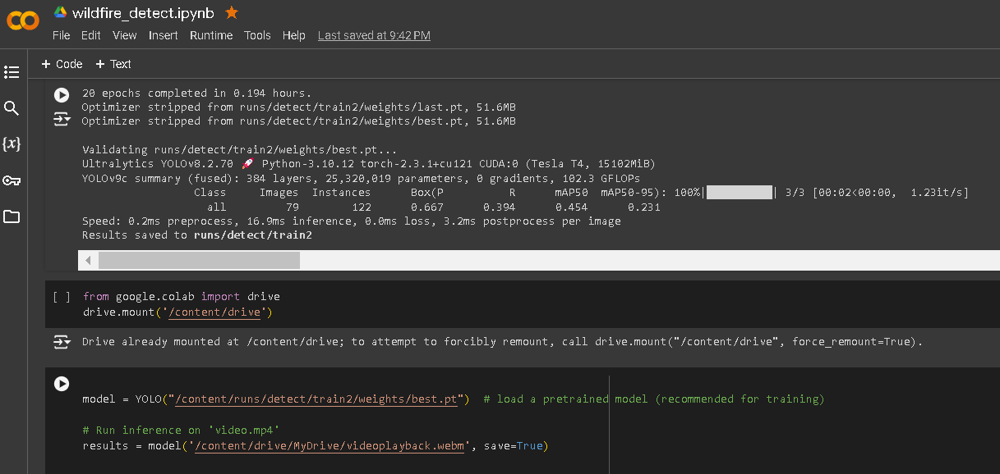 wildfire_detect.ipynb
File Edit View Insert Runtime Tools Help Last saved at 9:42 PM
+ Code + Text
20 epochs completed in 0.194 hours.
Optimizer stripped from runs/detect/train2/weights/last.pt, 51.6MB
Optimizer stripped from runs/detect/train2/weights/best.pt, 51.6MB
Validating runs/detect/train2/weights/best.pt...
Ultralytics YOLOv8.2.70 🚀 Python-3.10.12 torch-2.3.1+cu121 CUDA:0 (Tesla T4, 15102MiB)
YOLOv9c summary (fused): 384 layers, 25,320,019 parameters, 0 gradients, 102.3 GFLOPs
Class Images Instances Box(P R mAP50 mAP50-95): 100%|██████████| 3/3 [00:02<00:00, 1.23it/s]
all 79 122 0.667 0.394 0.454 0.231
Speed: 0.2ms preprocess, 16.9ms inference, 0.0ms loss, 3.2ms postprocess per image
Results saved to runs/detect/train2
{x}
[ ] from google.colab import drive
drive.mount('/content/drive')
Drive already mounted at /content/drive; to attempt to forcibly remount, call drive.mount("/content/drive", force_remount=True).
model = YOLO("/content/runs/detect/train2/weights/best.pt") # load a pretrained model (recommended for training)
# Run inference on 'video.mp4'
results = model('/content/drive/MyDrive/videoplayback.webm', save=True)